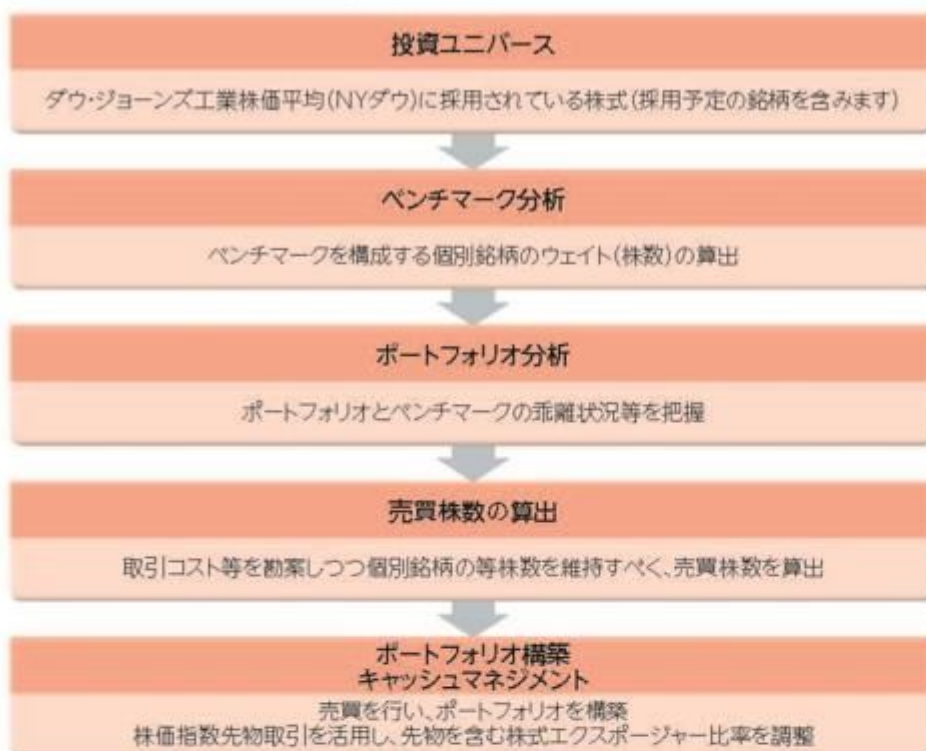 投資ユニバース
ダウ・ジョーンズ工業株価平均(NYダウ)に採用されている株式(採用予定の銘柄を含みます)
ベンチマーク分析
ベンチマークを構成する個別銘柄のウェイト(株数)の算出
ポートフォリオ分析
ポートフォリオとベンチマークの乖離状況等を把握
売買株数の算出
取引コスト等を勘案しつつ個別銘柄の等株数を維持すべく、売買株数を算出
ポートフォリオ構築
キャッシュマネジメント
売買を行い、ポートフォリオを構築
株価指数先物取引を活用し、先物を含む株式エクスポージャー比率を調整